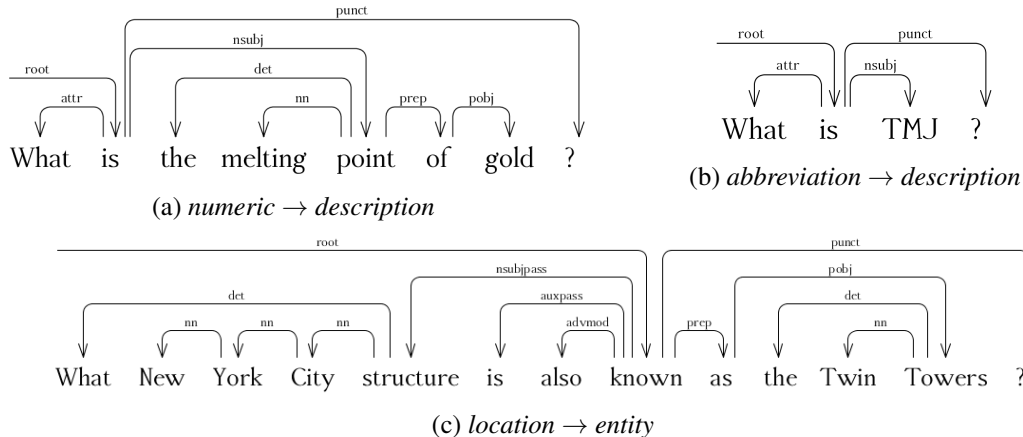 punct
nsubj
root det
attr nn prep pobj
What is the melting point of gold ?
(a) numeric → description
root punct
attr nsubj
What is TMJ ?
(b) abbreviation → description
root punct
nsubjpass pobj
det auxpass det
nn nn nn advmod prep nn
What New York City structure is also known as the Twin Towers ?
(c) location → entity